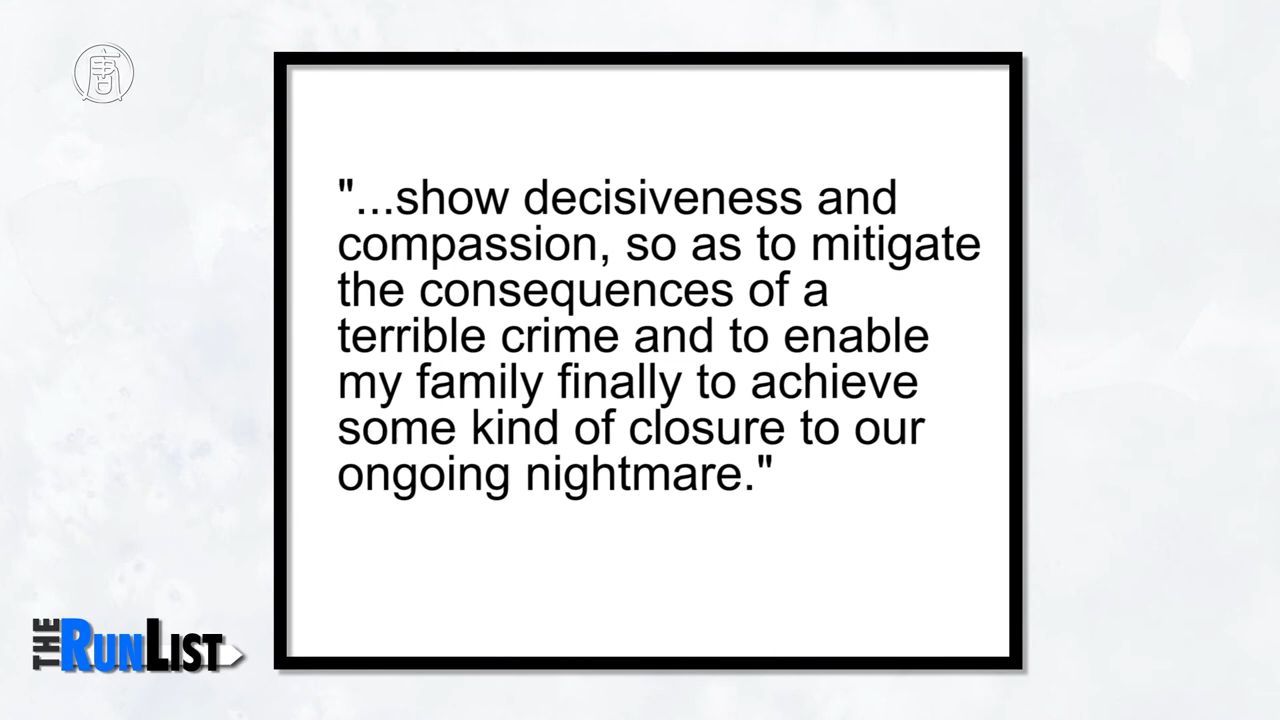 唐
"...show decisiveness and
compassion, so as to mitigate
the consequences of a
terrible crime and to enable
my family finally to achieve
some kind of closure to our
ongoing nightmare."
THE RUNLIST